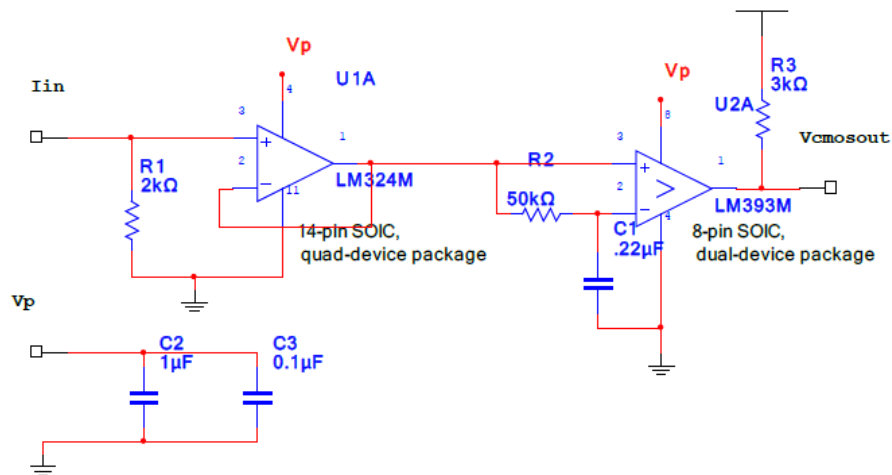 Vp
U1A
Iin
4
3
1
2
11
R1
2kΩ
LM324M
14-pin SOIC,
quad-device package
Vp
8
R3
3kΩ
U2A
Vcmosout
3
R2
1
2
50kΩ
4
LM393M
C1
.22µF
8-pin SOIC,
dual-device package
Vp
C2
1µF
C3
0.1µF